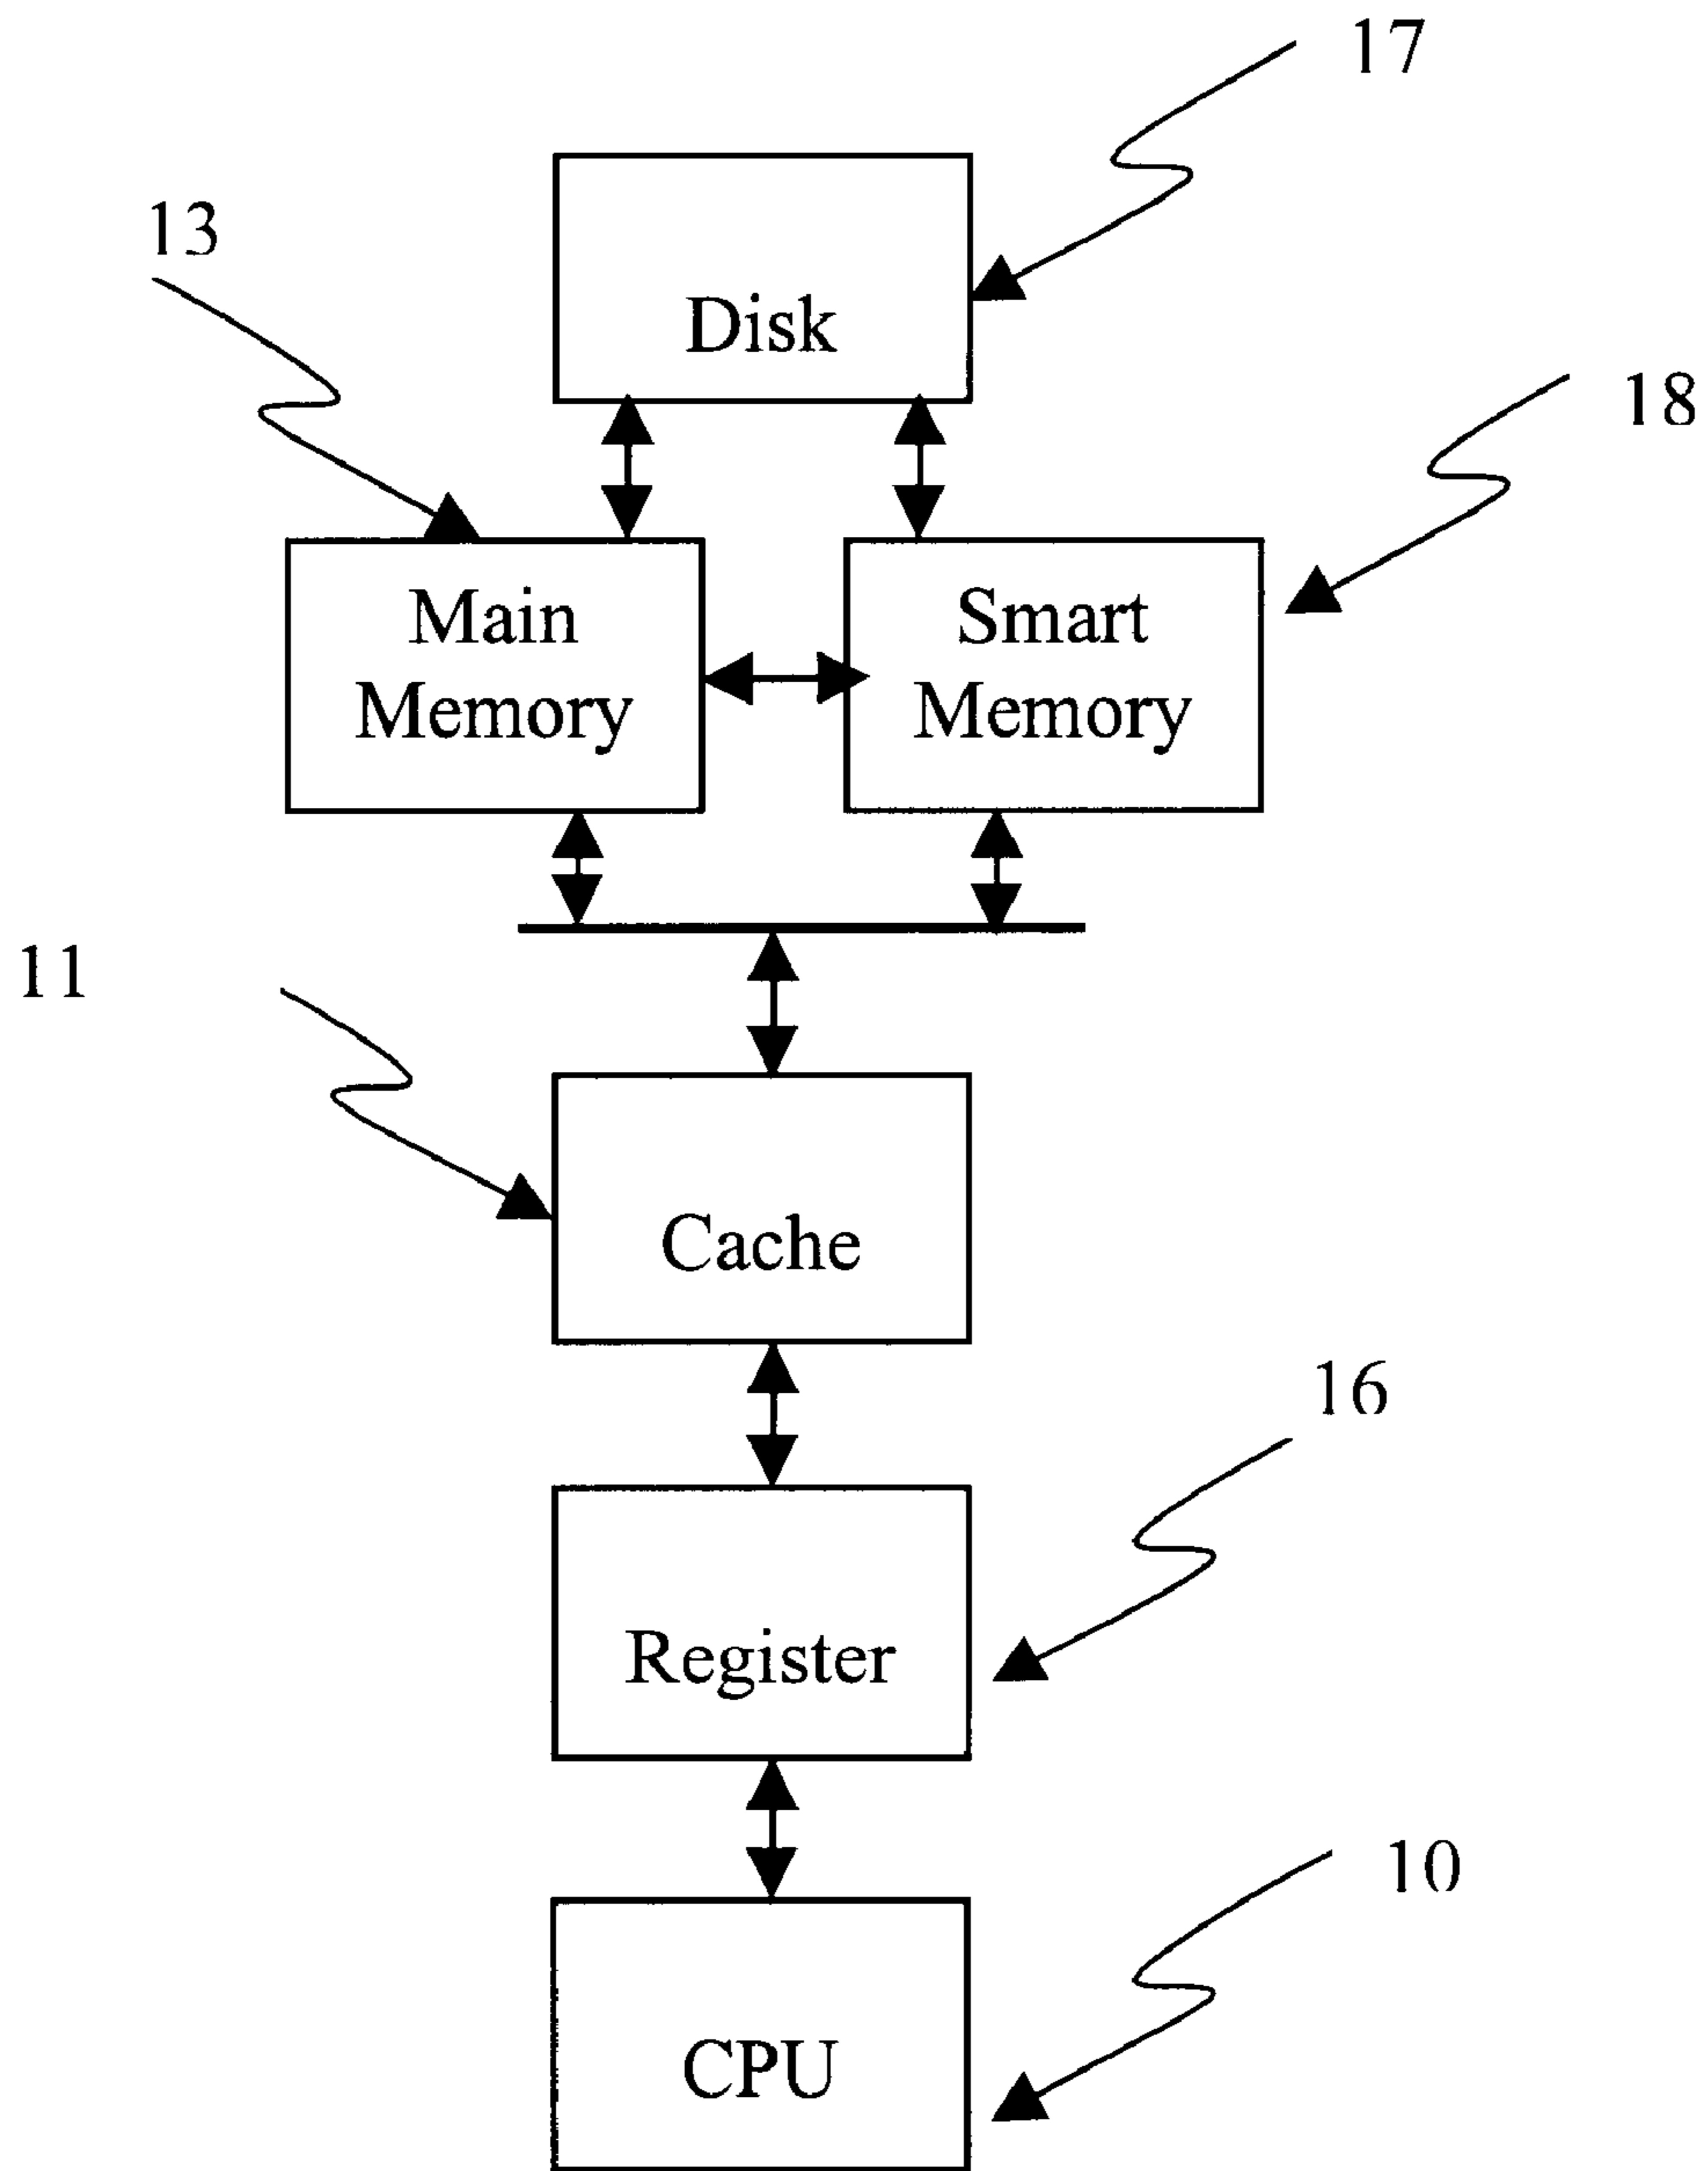 17
13
Disk
18
Main
Memory
Smart
Memory
11
Cache
16
Register
10
CPU